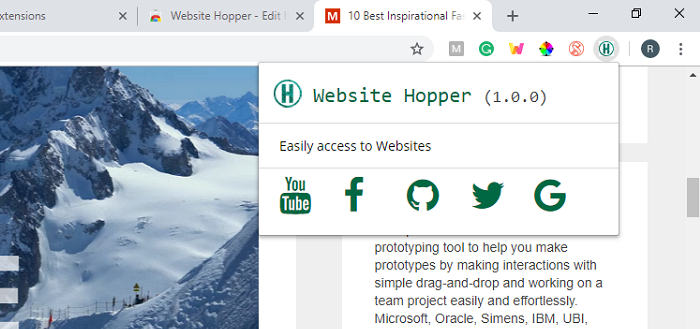 xtensions
Website Hopper - Edit
10 Best Inspirational Fa
M
M
G
W
H
R
H Website Hopper (1.0.0)
Easily access to Websites
You
Tube
f
G
prototyping tool to help you make
prototypes by making interactions with
simple drag-and-drop and working on a
team project easily and effortlessly.
Microsoft, Oracle, Simens, IBM, UBI,